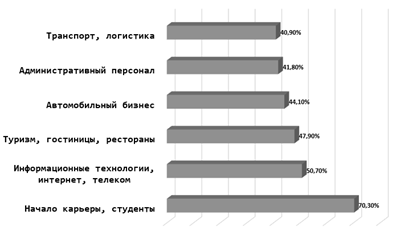 Транспорт, логистика
40,90%
Административный персонал
41,80%
Автомобильный бизнес
44,10%
Туризм, гостиницы, рестораны
47,90%
Информационные технологии,
интернет, телеком
50,70%
Начало карьеры, студенты
70,30%